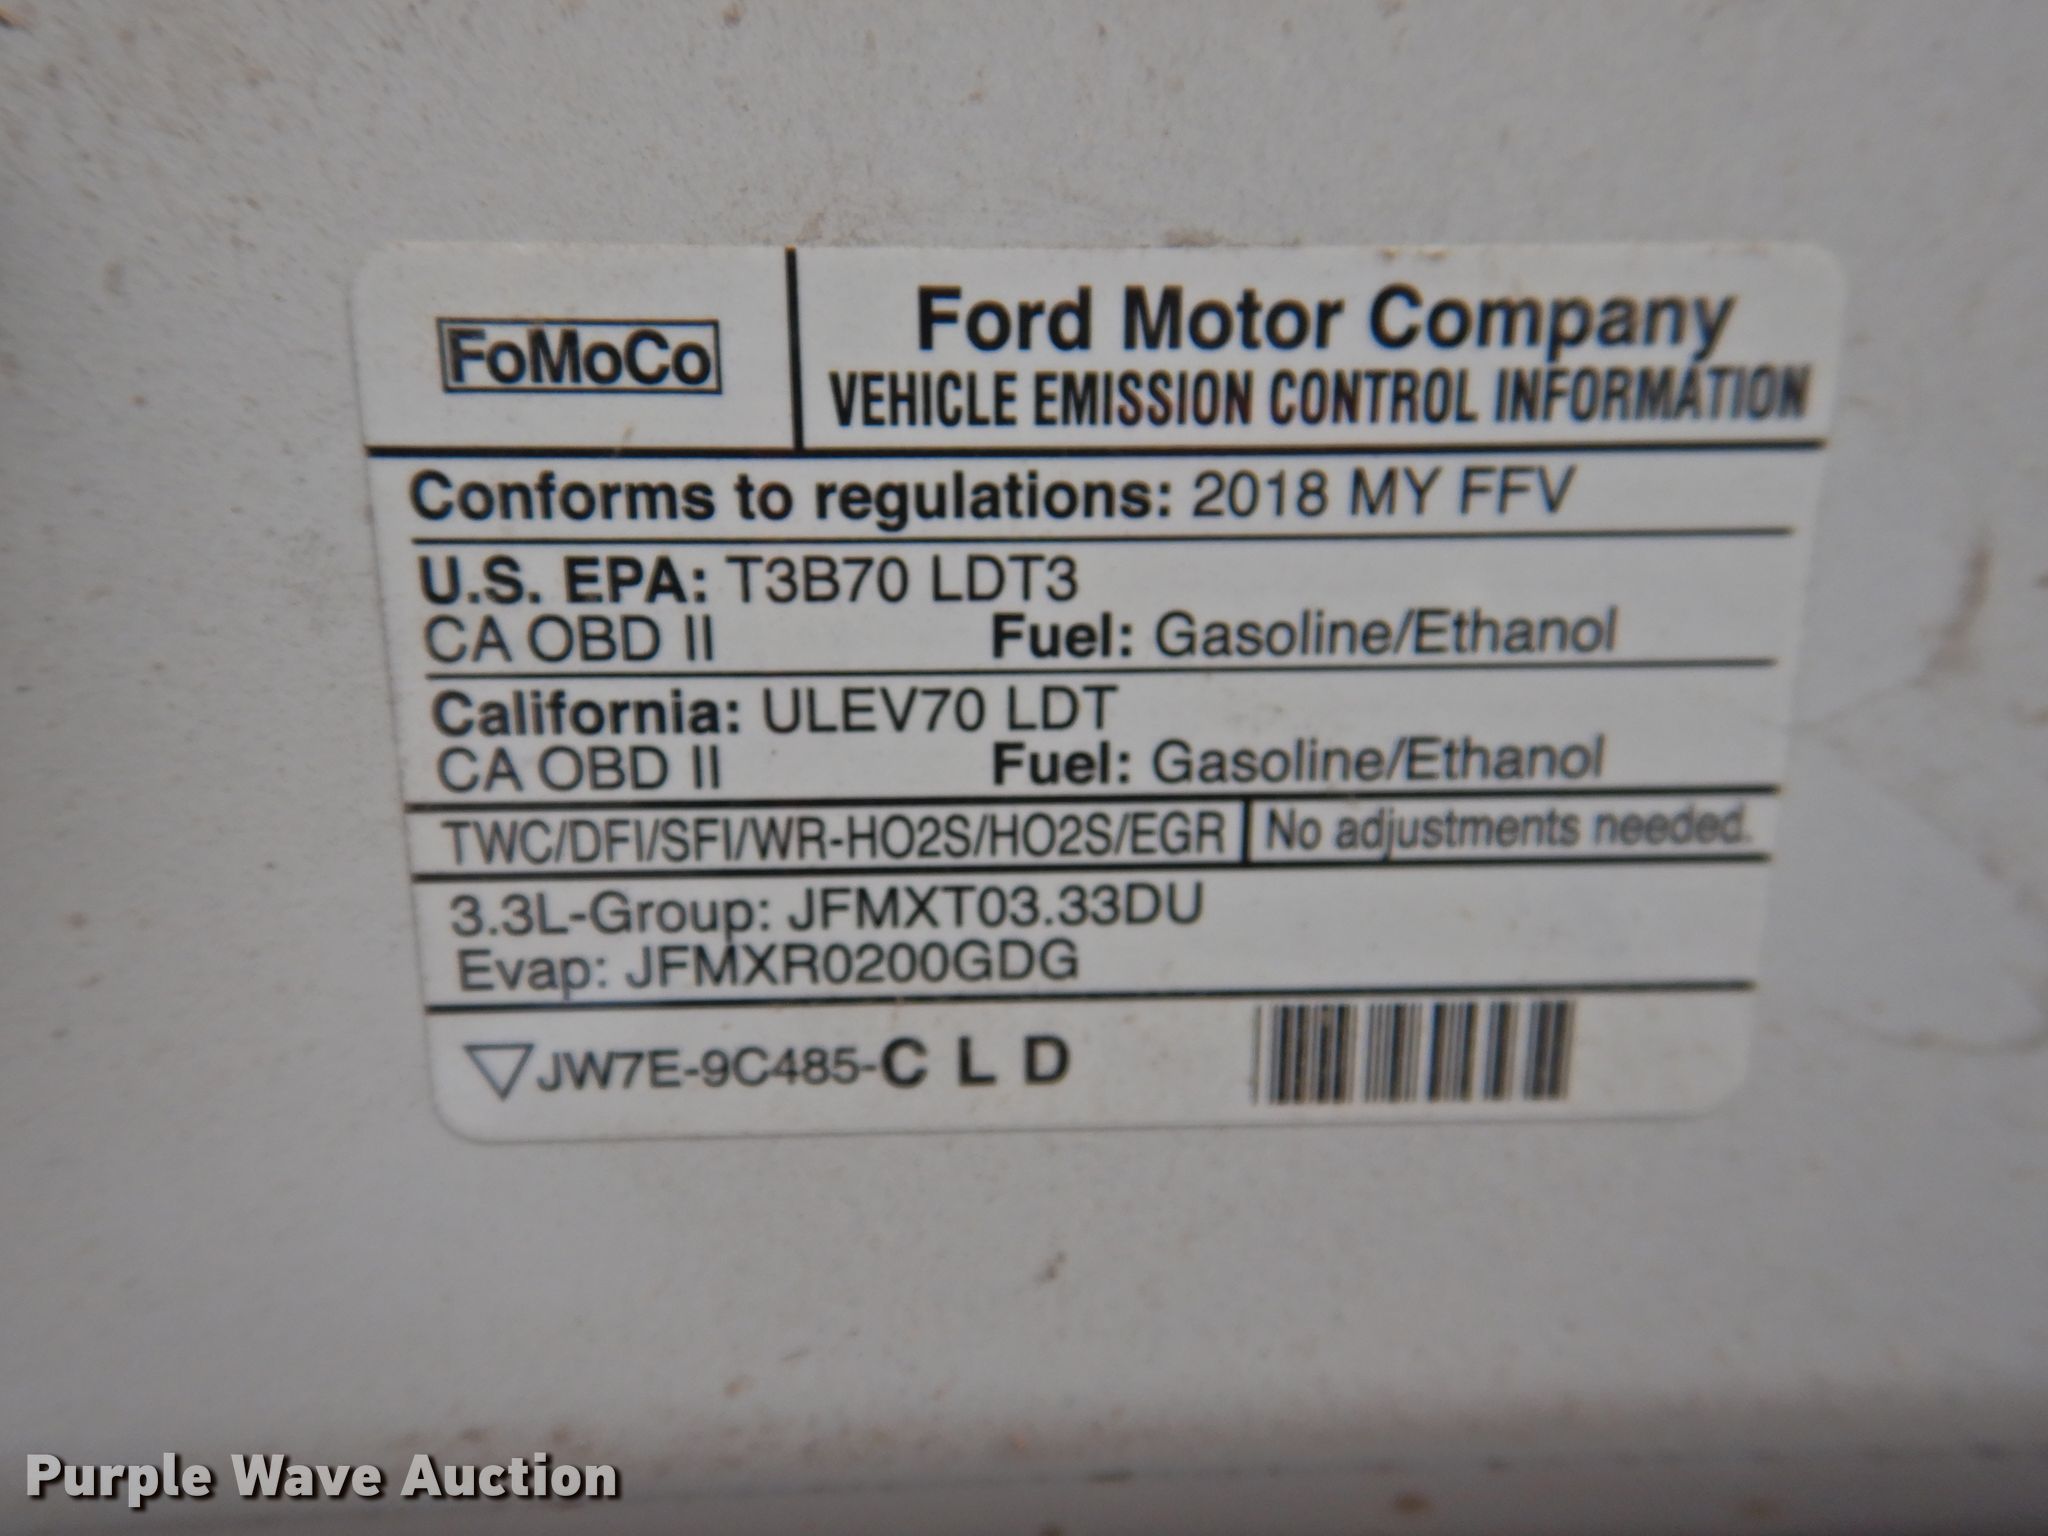 FoMoCo
Ford Motor Company
VEHICLE EMISSION CONTROL INFORMATION
Conforms to regulations: 2018 MY FFV
U.S. EPA: T3B70 LDT3
CA OBD II Fuel: Gasoline/Ethanol
California: ULEV70 LDT
CA OBD II Fuel: Gasoline/Ethanol
TWC/DFI/SFI/WR-HO2S/HO2S/EGR No adjustments needed.
3.3L-Group: JFMXT03.33DU
Evap: JFMXR0200GDG
JW7E-9C485-C L D
Purple Wave Auction